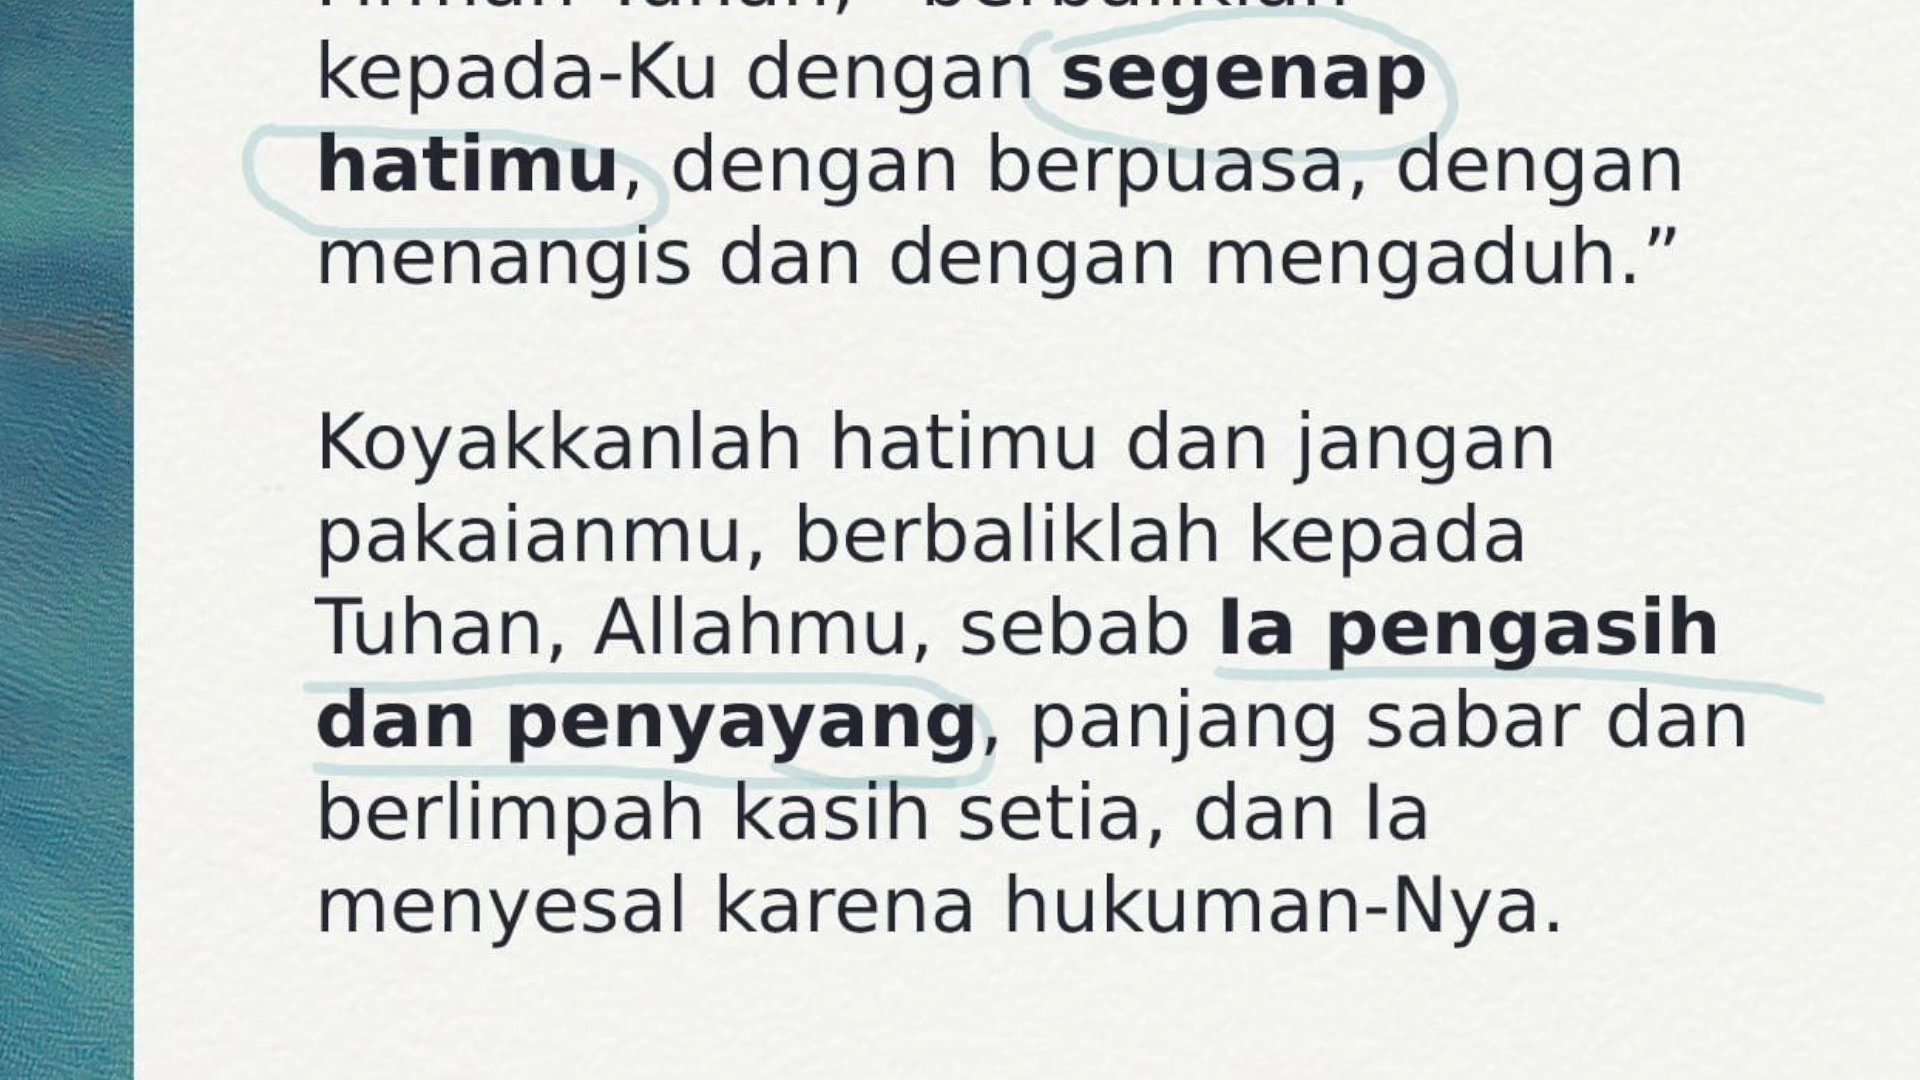 kepada-Ku dengan segenap
hatimu, dengan berpuasa, dengan
menangis dan dengan mengaduh.”
Koyakkanlah hatimu dan jangan
pakaianmu, berbaliklah kepada
Tuhan, Allahmu, sebab Ia pengasih
dan penyayang, panjang sabar dan
berlimpah kasih setia, dan Ia
menyesal karena hukuman-Nya.